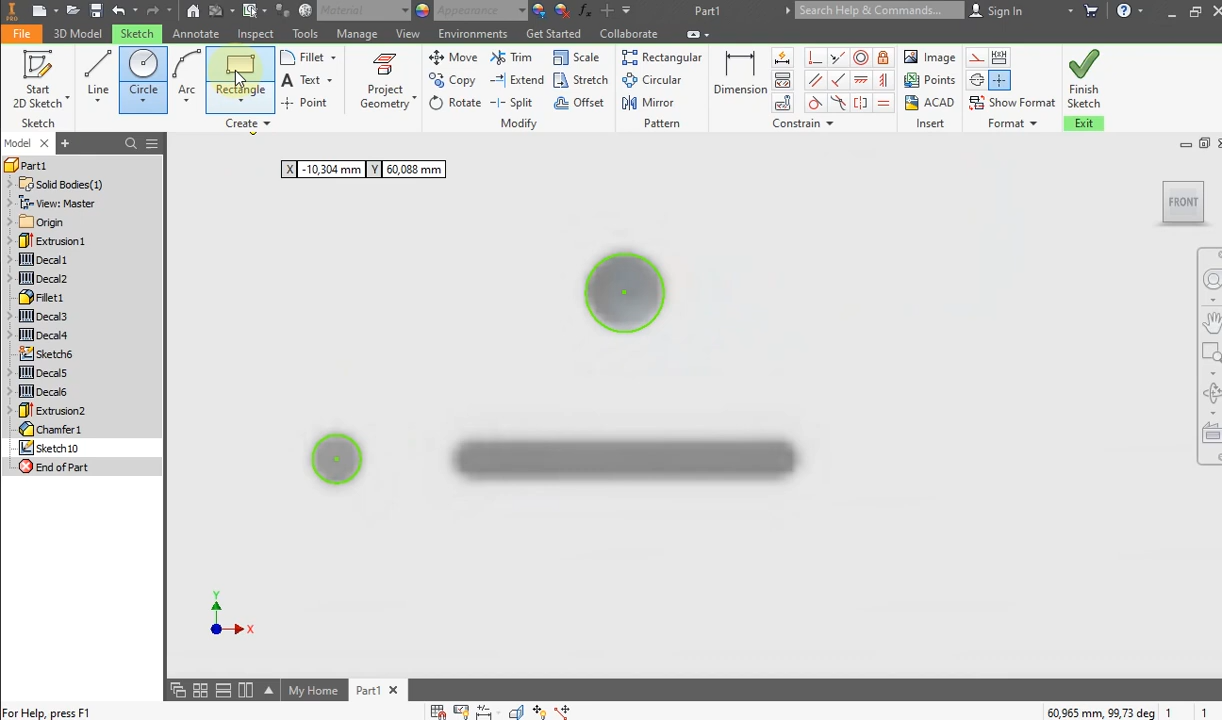 PRO
Material
Appearance
Part1
Search Help & Commands...
Sign In
File
3D Model
Sketch
Annotate
Inspect
Tools
Manage
View
Environments
Get Started
Collaborate
Start
2D Sketch
Line
Circle
Arc
Rectangle
Fillet
Text
Point
Project
Geometry
Move
Copy
Rotate
Trim
Extend
Split
Scale
Stretch
Offset
Rectangular
Circular
Mirror
Dimension
Image
Points
ACAD
Show Format
Finish
Sketch
Sketch
Create
Modify
Pattern
Constrain
Insert
Format
Exit
Model
Part1
Solid Bodies(1)
View: Master
Origin
Extrusion1
Decal1
Decal2
Fillet1
Decal3
Decal4
Sketch6
Decal5
Decal6
Extrusion2
Chamfer1
Sketch10
End of Part
X -10,304 mm Y 60,088 mm
FRONT
Y
X
My Home
Part1
For Help, press F1
60,965 mm, 99,73 deg 1 1